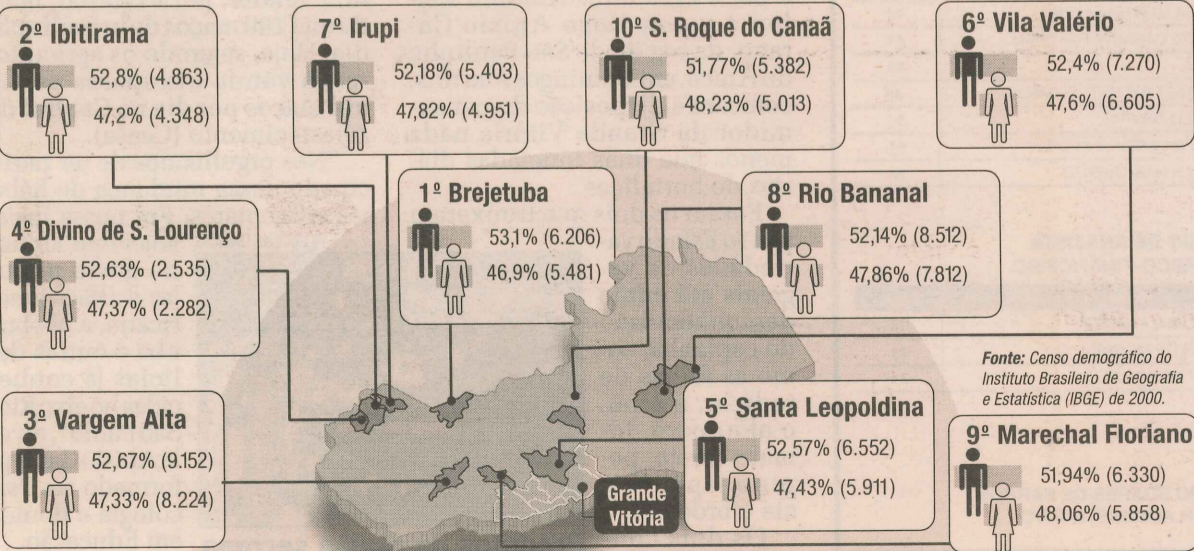 2º Ibitirama
52,8% (4.863)
47,2% (4.348)
7º Irupi
52,18% (5.403)
47,82% (4.951)
10º S. Roque do Canaã
51,77% (5.382)
48,23% (5.013)
6º Vila Valério
52,4% (7.270)
47,6% (6.605)
4º Divino de S. Lourenço
52,63% (2.535)
47,37% (2.282)
1º Brejetuba
53,1% (6.206)
46,9% (5.481)
8º Rio Bananal
52,14% (8.512)
47,86% (7.812)
Fonte: Censo demográfico do
Instituto Brasileiro de Geografia
e Estatística (IBGE) de 2000.
3º Vargem Alta
52,67% (9.152)
47,33% (8.224)
5º Santa Leopoldina
52,57% (6.552)
47,43% (5.911)
9º Marechal Floriano
51,94% (6.330)
48,06% (5.858)
Grande
Vitória